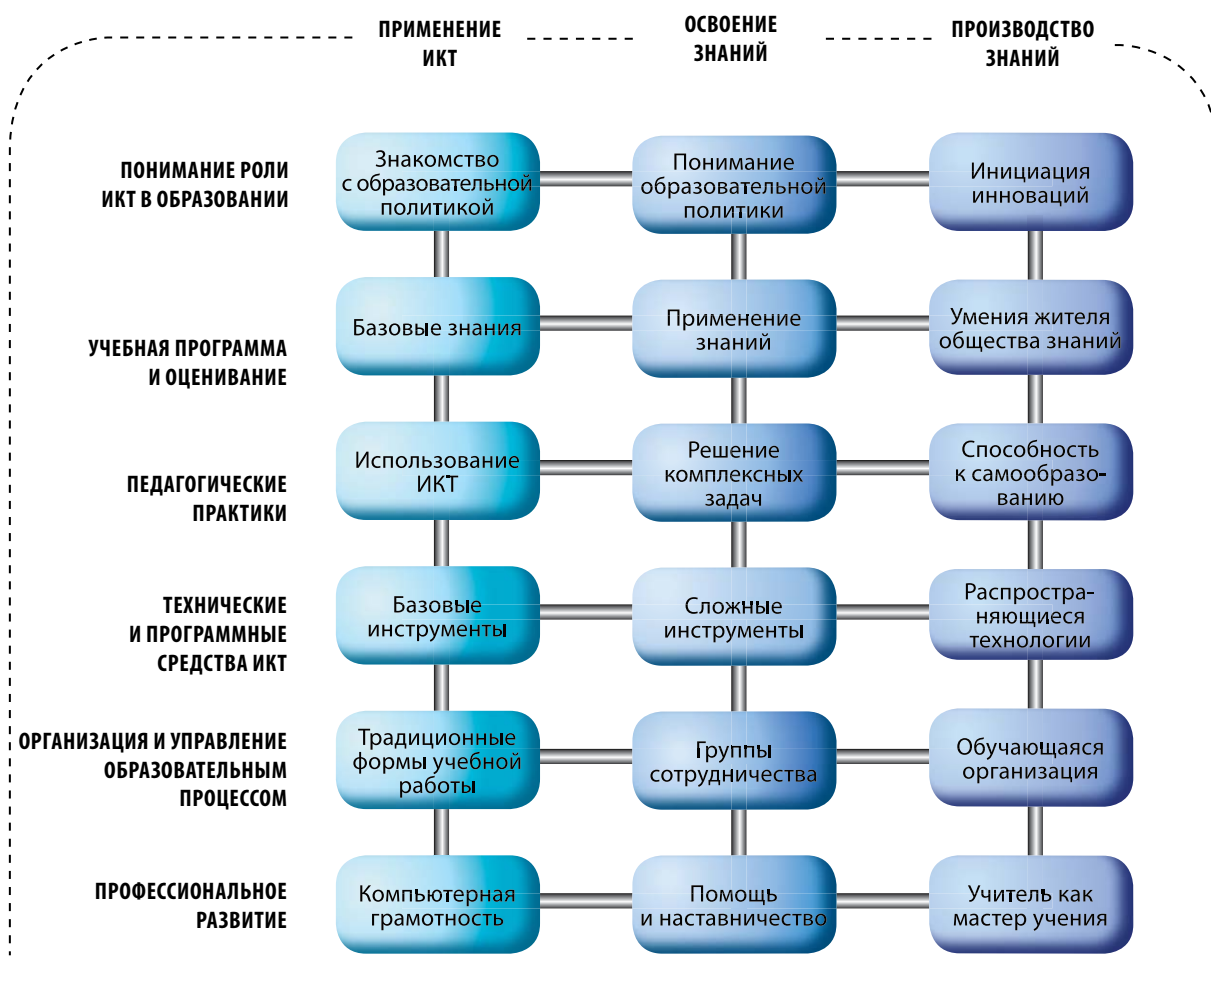 ПРИМЕНЕНИЕ
ИКТ
ОСВОЕНИЕ
ЗНАНИЙ
ПРОИЗВОДСТВО
ЗНАНИЙ
ПОНИМАНИЕ РОЛИ
ИКТ В ОБРАЗОВАНИИ
Знакомство
с образовательной
политикой
Понимание
образовательной
политики
Инициация
инноваций
УЧЕБНАЯ ПРОГРАММА
И ОЦЕНИВАНИЕ
Базовые знания
Применение
знаний
Умения жителя
общества знаний
ПЕДАГОГИЧЕСКИЕ
ПРАКТИКИ
Использование
ИКТ
Решение
комплексных
задач
Способность
к самообразо-
ванию
ТЕХНИЧЕСКИЕ
И ПРОГРАММНЫЕ
СРЕДСТВА ИКТ
Базовые
инструменты
Сложные
инструменты
Распростра-
няющиеся
технологии
ОРГАНИЗАЦИЯ И УПРАВЛЕНИЕ
ОБРАЗОВАТЕЛЬНЫМ
ПРОЦЕССОМ
Традиционные
формы учебной
работы
Группы
сотрудничества
Обучающаяся
организация
ПРОФЕССИОНАЛЬНОЕ
РАЗВИТИЕ
Компьютерная
грамотность
Помощь
и наставничество
Учитель как
мастер учения